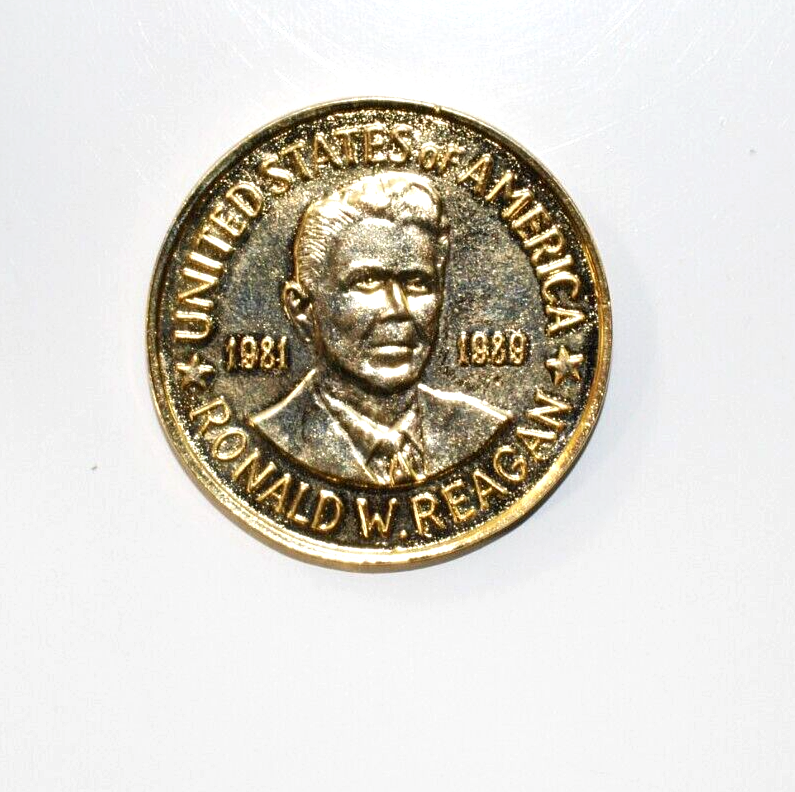 UNITED STATES OF AMERICA
1981 1989
RONALD W. REAGAN